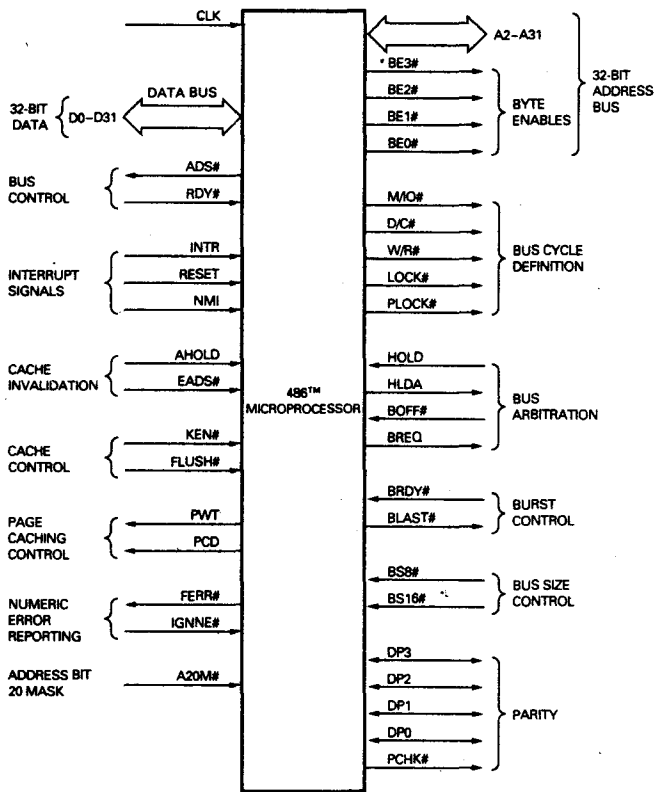 CLK
32-BIT
DATA
D0–D31
DATA BUS
BUS
CONTROL
ADS#
RDY#
INTERRUPT
SIGNALS
INTR
RESET
NMI
CACHE
INVALIDATION
AHOLD
EADS#
CACHE
CONTROL
KEN#
FLUSH#
PAGE
CACHING
CONTROL
PWT
PCD
NUMERIC
ERROR
REPORTING
FERR#
IGNNE#
ADDRESS BIT
20 MASK
A20M#
486™
MICROPROCESSOR
A2–A31
BE3#
BE2#
BE1#
BE0#
BYTE
ENABLES
32-BIT
ADDRESS
BUS
M/IO#
D/C#
W/R#
LOCK#
PLOCK#
BUS CYCLE
DEFINITION
HOLD
HLDA
BOFF#
BREQ
BUS
ARBITRATION
BRDY#
BLAST#
BURST
CONTROL
BS8#
BS16#
BUS SIZE
CONTROL
DP3
DP2
DP1
DP0
PCHK#
PARITY